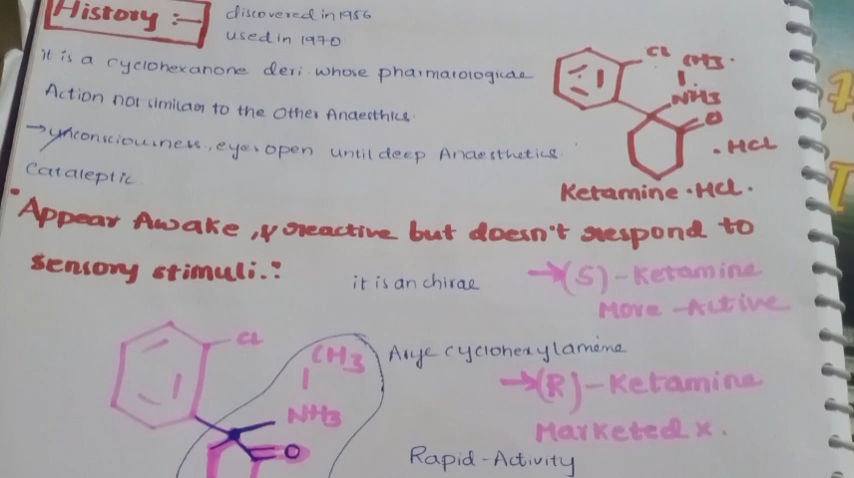 History :-
discovered in 1956
used in 1970
it is a cyclohexanone deri. whose pharmacological
Action not similar to the Other Anaesthics.
→ unconsciousness, eyes open until deep Anaesthetics.
Cataleptic
Cl
CH3.
NH3
O
. HCl
Ketamine . HCl.
Appear Awake, & reactive but doesn't respond to
sensory stimuli.:
it is an chiral
→(S)-Ketamine
More -Active
Cl
CH3
NH3
O
Arye cyclohexylamine
→(R)-Ketamine
Marketed x.
Rapid-Activity